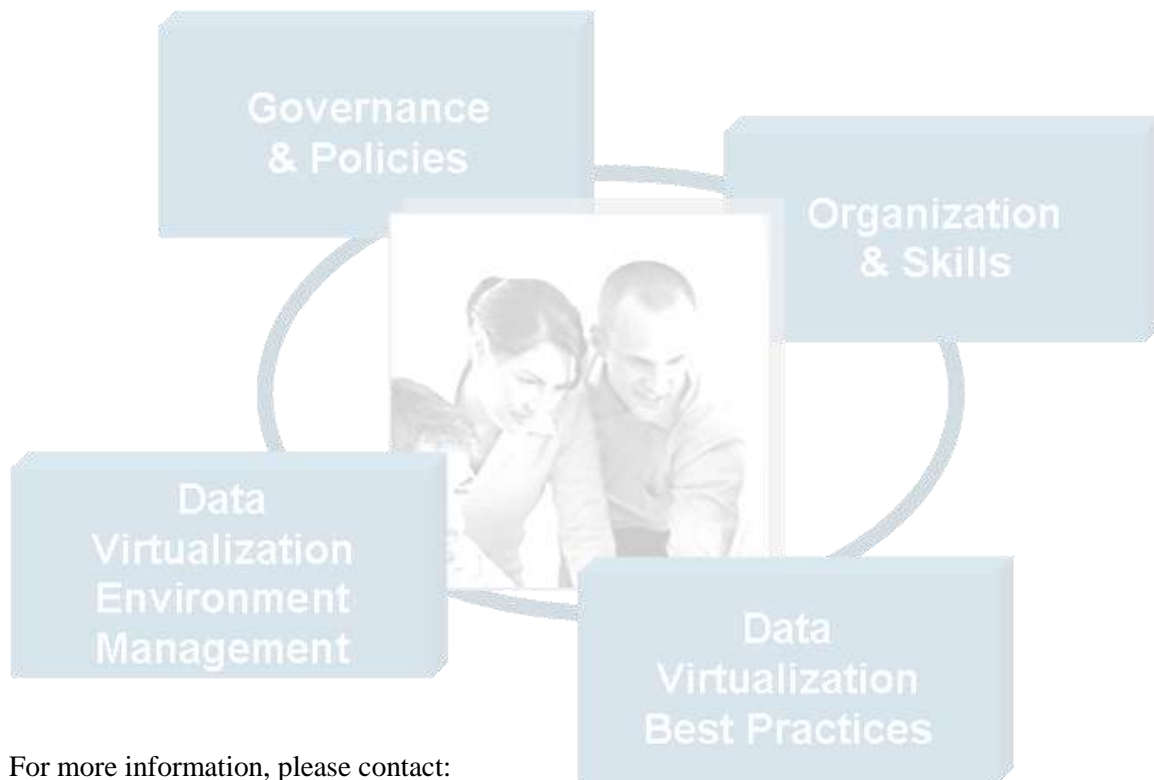 Governance
& Policies
Organization
& Skills
Data
Virtualization
Environment
Management
Data
Virtualization
Best Practices
For more information, please contact: